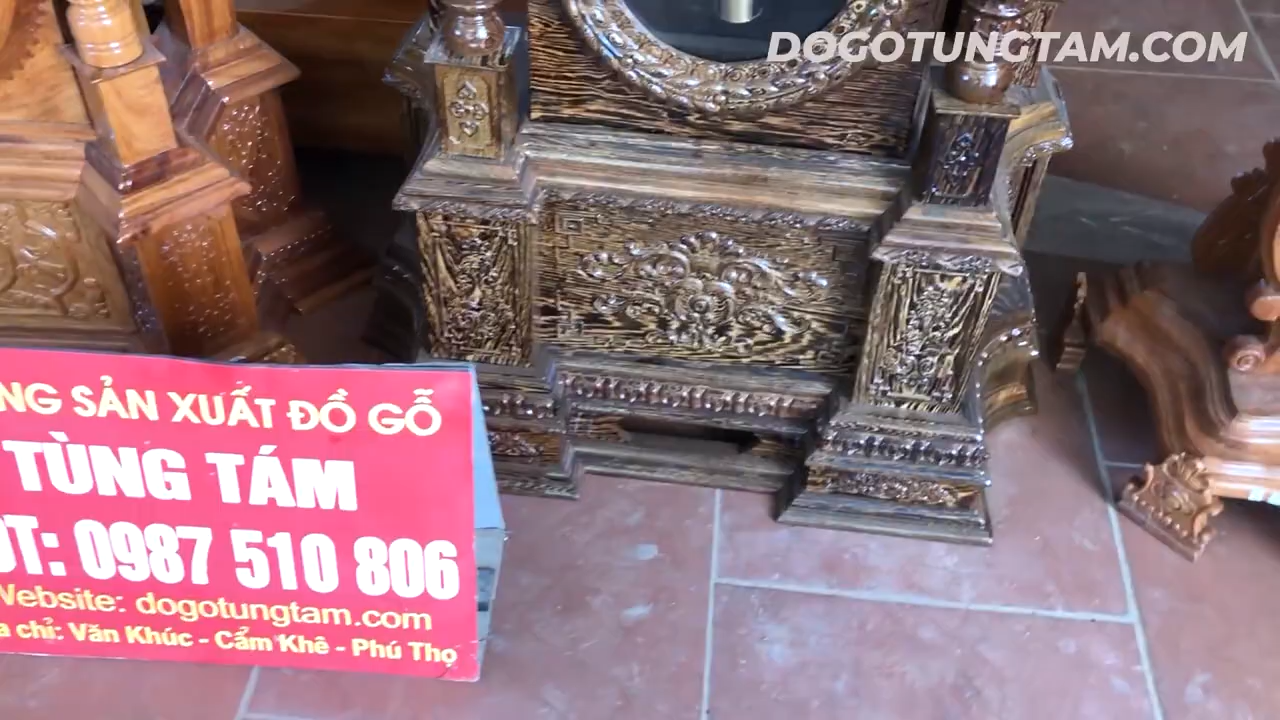 DOGOTUNGTAM.COM
NG SẢN XUẤT ĐỒ GỖ
TÙNG TÁM
ĐT: 0987 510 806
Website: dogotungtam.com
a chỉ: Văn Khúc - Cẩm Khê - Phú Thọ